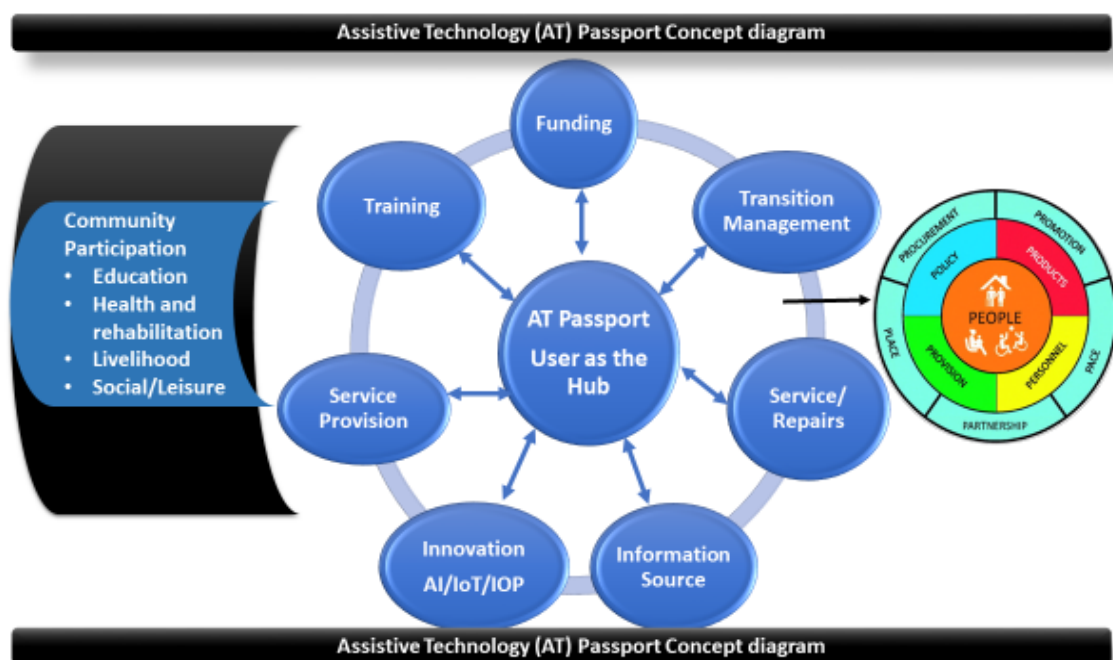 Assistive Technology (AT) Passport Concept diagram
Funding
Training
Transition
Management
Community
Participation
• Education
• Health and
rehabilitation
• Livelihood
• Social/Leisure
AT Passport
User as the
Hub
Service
Provision
Service/
Repairs
Innovation
AI/IoT/IOP
Information
Source
PROCUREMENT
PROMOTION
POLICY
PRODUCTS
PEOPLE
PLACE
PACE
PROVISION
PERSONNEL
PARTNERSHIP
Assistive Technology (AT) Passport Concept diagram